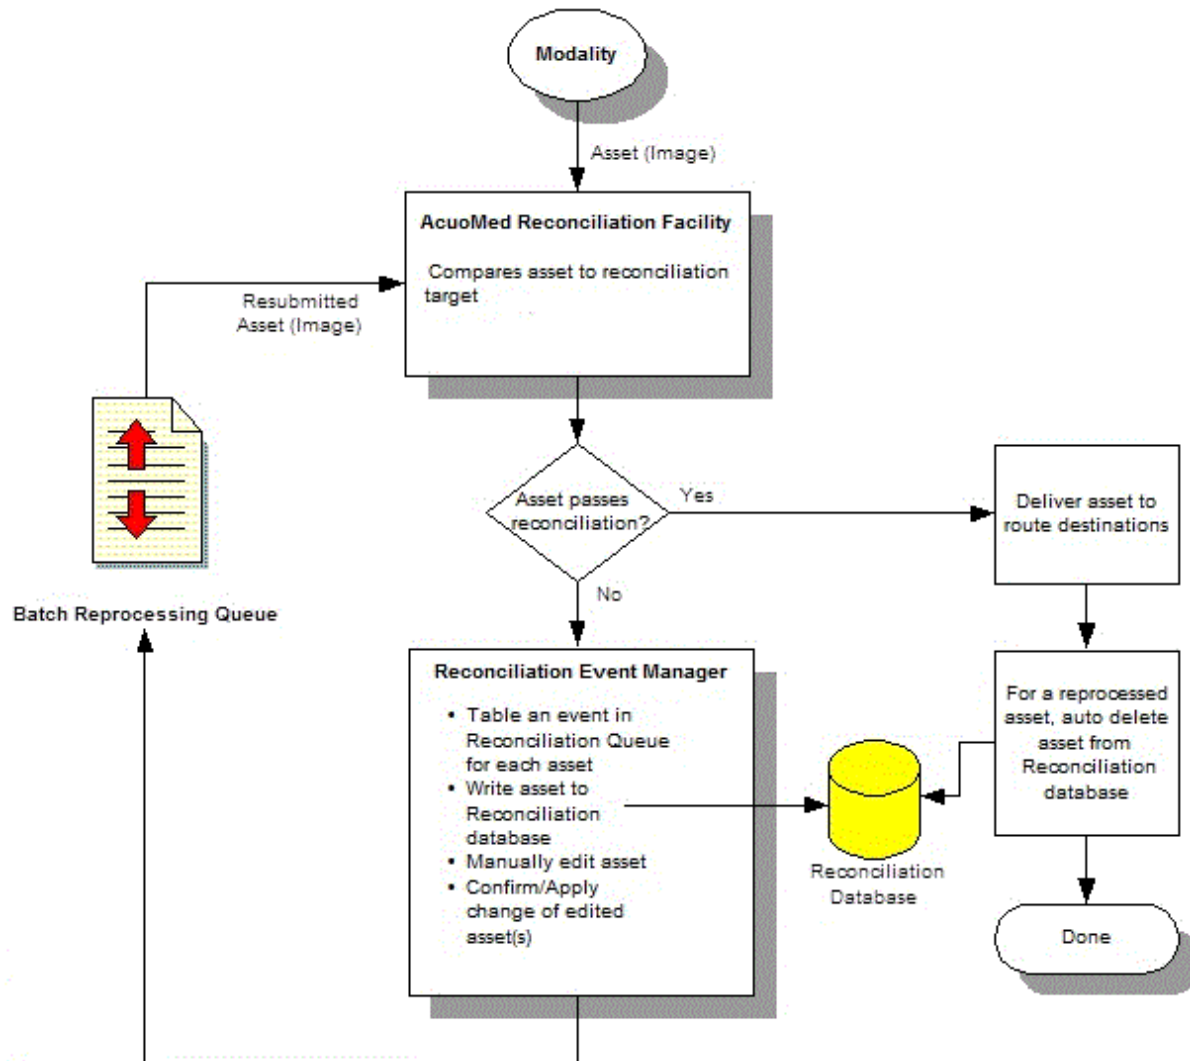 Modality
Asset (Image)
AcuoMed Reconciliation Facility
Compares asset to reconciliation
target
Resubmitted
Asset (Image)
Asset passes
reconciliation?
Yes
Deliver asset to
route destinations
No
Batch Reprocessing Queue
Reconciliation Event Manager
• Table an event in
Reconciliation Queue
for each asset
• Write asset to
Reconciliation
database
• Manually edit asset
• Confirm/Apply
change of edited
asset(s)
Reconciliation
Database
For a reprocessed
asset, auto delete
asset from
Reconciliation
database
Done